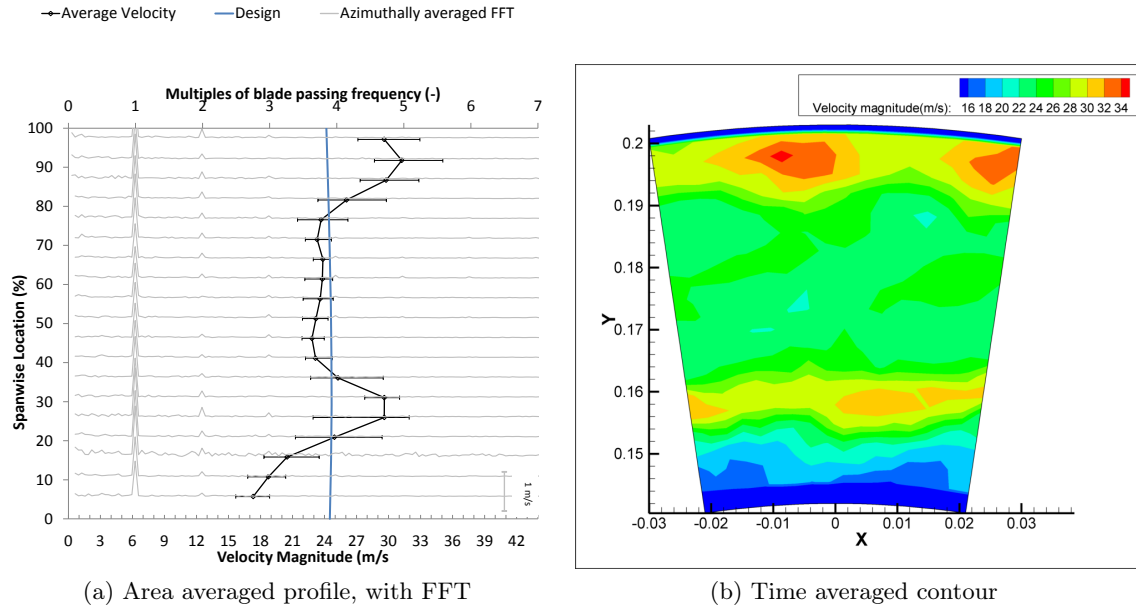 Average Velocity Design Azimuthally averaged FFT
Multiples of blade passing frequency (-)
0 1 2 3 4 5 6 7
100
90
80
70
60
50
40
30
20
10
0
Spanwise Location (%)
1 m/s
0 3 6 9 12 15 18 21 24 27 30 33 36 39 42
Velocity Magnitude (m/s
(a) Area averaged profile, with FFT
Velocity magnitude(m/s): 16 18 20 22 24 26 28 30 32 34
0.2
0.19
0.18
0.17
0.16
0.15
Y
-0.03 -0.02 -0.01 0 0.01 0.02 0.03
X
(b) Time averaged contour